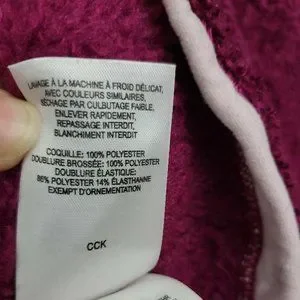 LAVAGE À LA MACHINE À FROID DÉLICAT,
AVEC COULEURS SIMILAIRES,
SÉCHAGE PAR CULBUTAGE FAIBLE,
ENLEVER RAPIDEMENT,
REPASSAGE INTERDIT,
BLANCHIMENT INTERDIT
COQUILLE: 100% POLYESTER
DOUBLURE BROSSÉE: 100% POLYESTER
DOUBLURE ÉLASTIQUE:
86% POLYESTER 14% ÉLASTHANNE
EXEMPT D'ORNEMENTATION
CCK